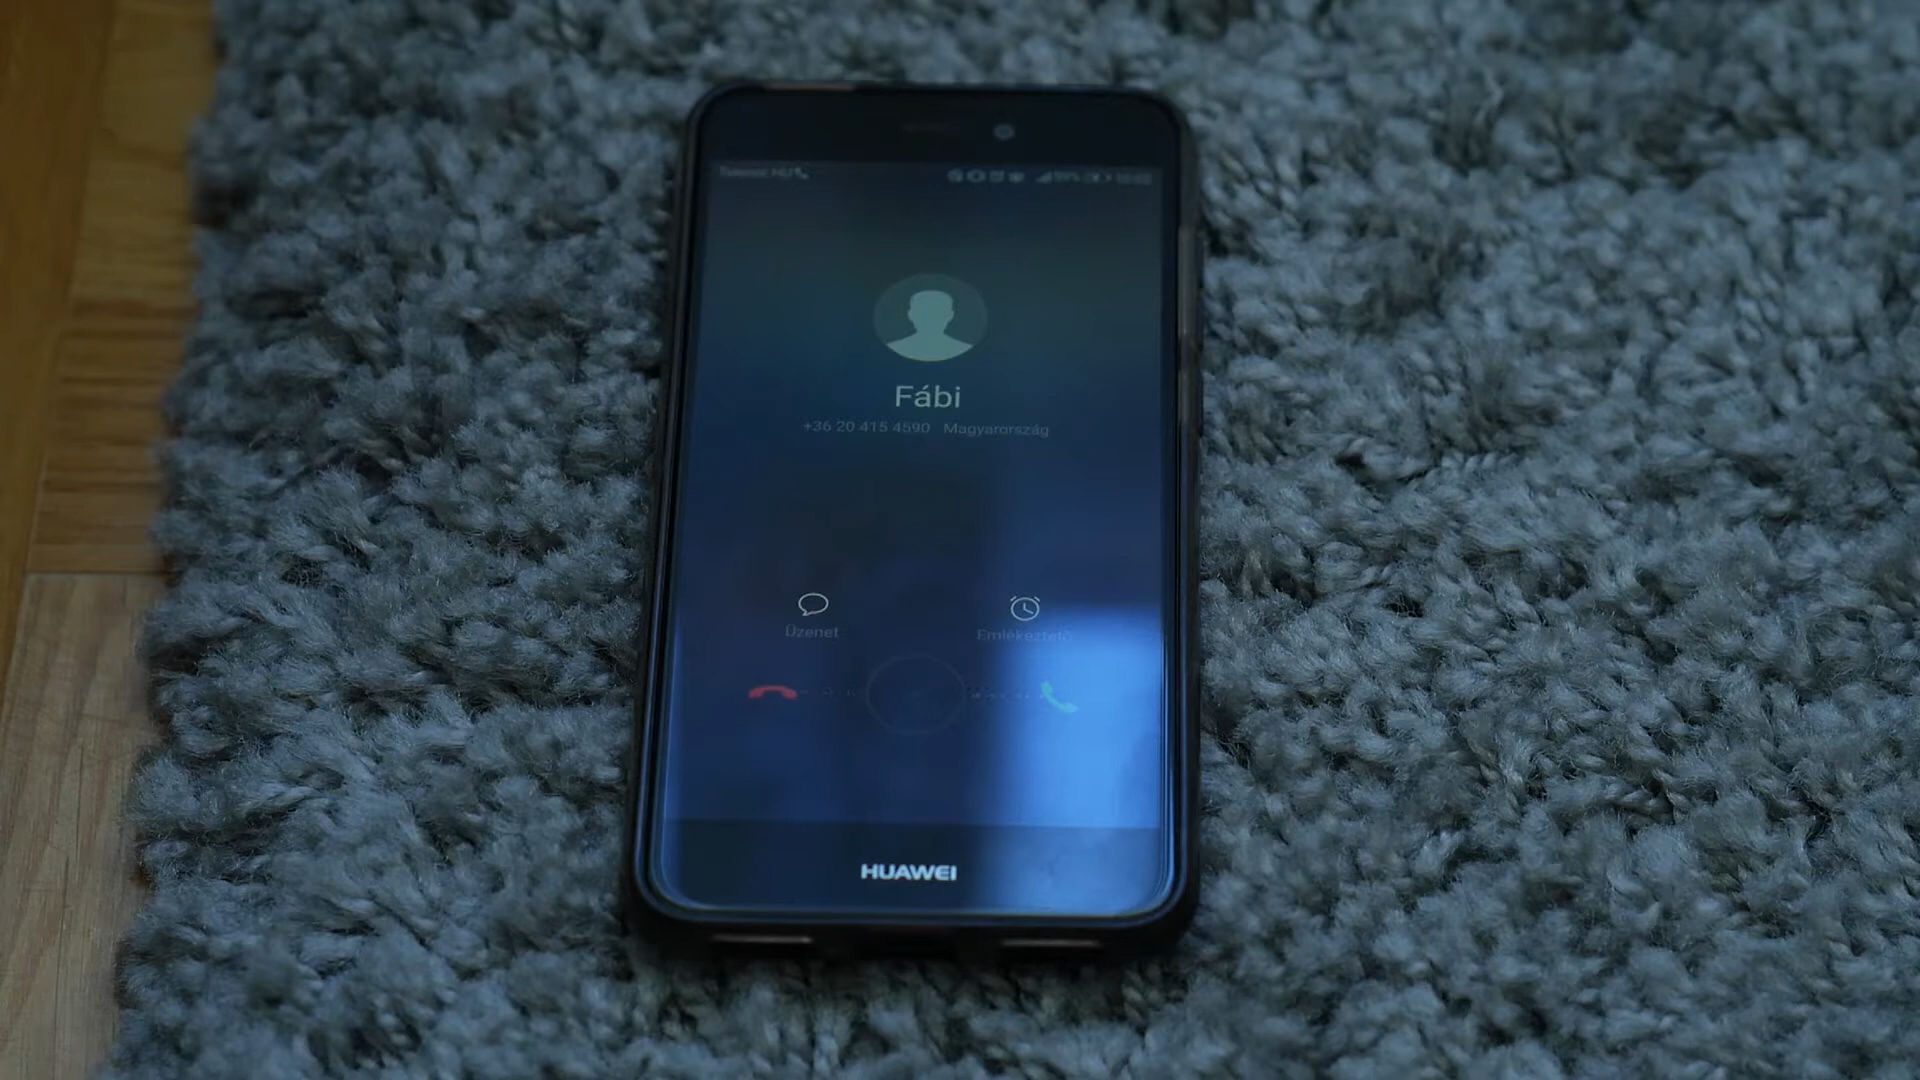 Fábi
+36 20 415 4590 Magyarország
Üzenet
Emlékeztető
HUAWEI